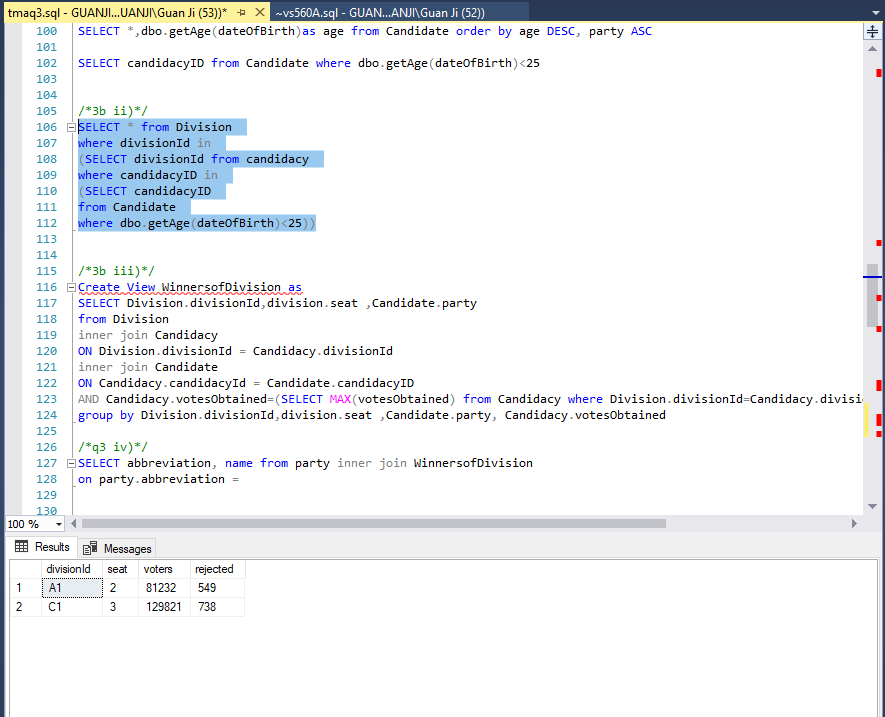 tmaq3.sql - GUANJI...UANJI\Guan Ji (53))* ~vs560A.sql - GUAN...ANJI\Guan Ji (52))
100 SELECT *,dbo.getAge(dateOfBirth)as age from Candidate order by age DESC, party ASC
101
102 SELECT candidacyID from Candidate where dbo.getAge(dateOfBirth)<25
103
104
105 /*3b ii)*/
106 SELECT * from Division
107 where divisionId in
108 (SELECT divisionId from candidacy
109 where candidacyID in
110 (SELECT candidacyID
111 from Candidate
112 where dbo.getAge(dateOfBirth)<25))
113
114
115 /*3b iii)*/
116 Create View WinnersofDivision as
117 SELECT Division.divisionId,division.seat ,Candidate.party
118 from Division
119 inner join Candidacy
120 ON Division.divisionId = Candidacy.divisionId
121 inner join Candidate
122 ON Candidacy.candidacyId = Candidate.candidacyID
123 AND Candidacy.votesObtained=(SELECT MAX(votesObtained) from Candidacy where Division.divisionId=Candidacy.divisi
124 group by Division.divisionId,division.seat ,Candidate.party, Candidacy.votesObtained
125
126 /*q3 iv)*/
127 SELECT abbreviation, name from party inner join WinnersofDivision
128 on party.abbreviation =
129
130
100 %
Results Messages
divisionId seat voters rejected
1 A1 2 81232 549
2 C1 3 129821 738